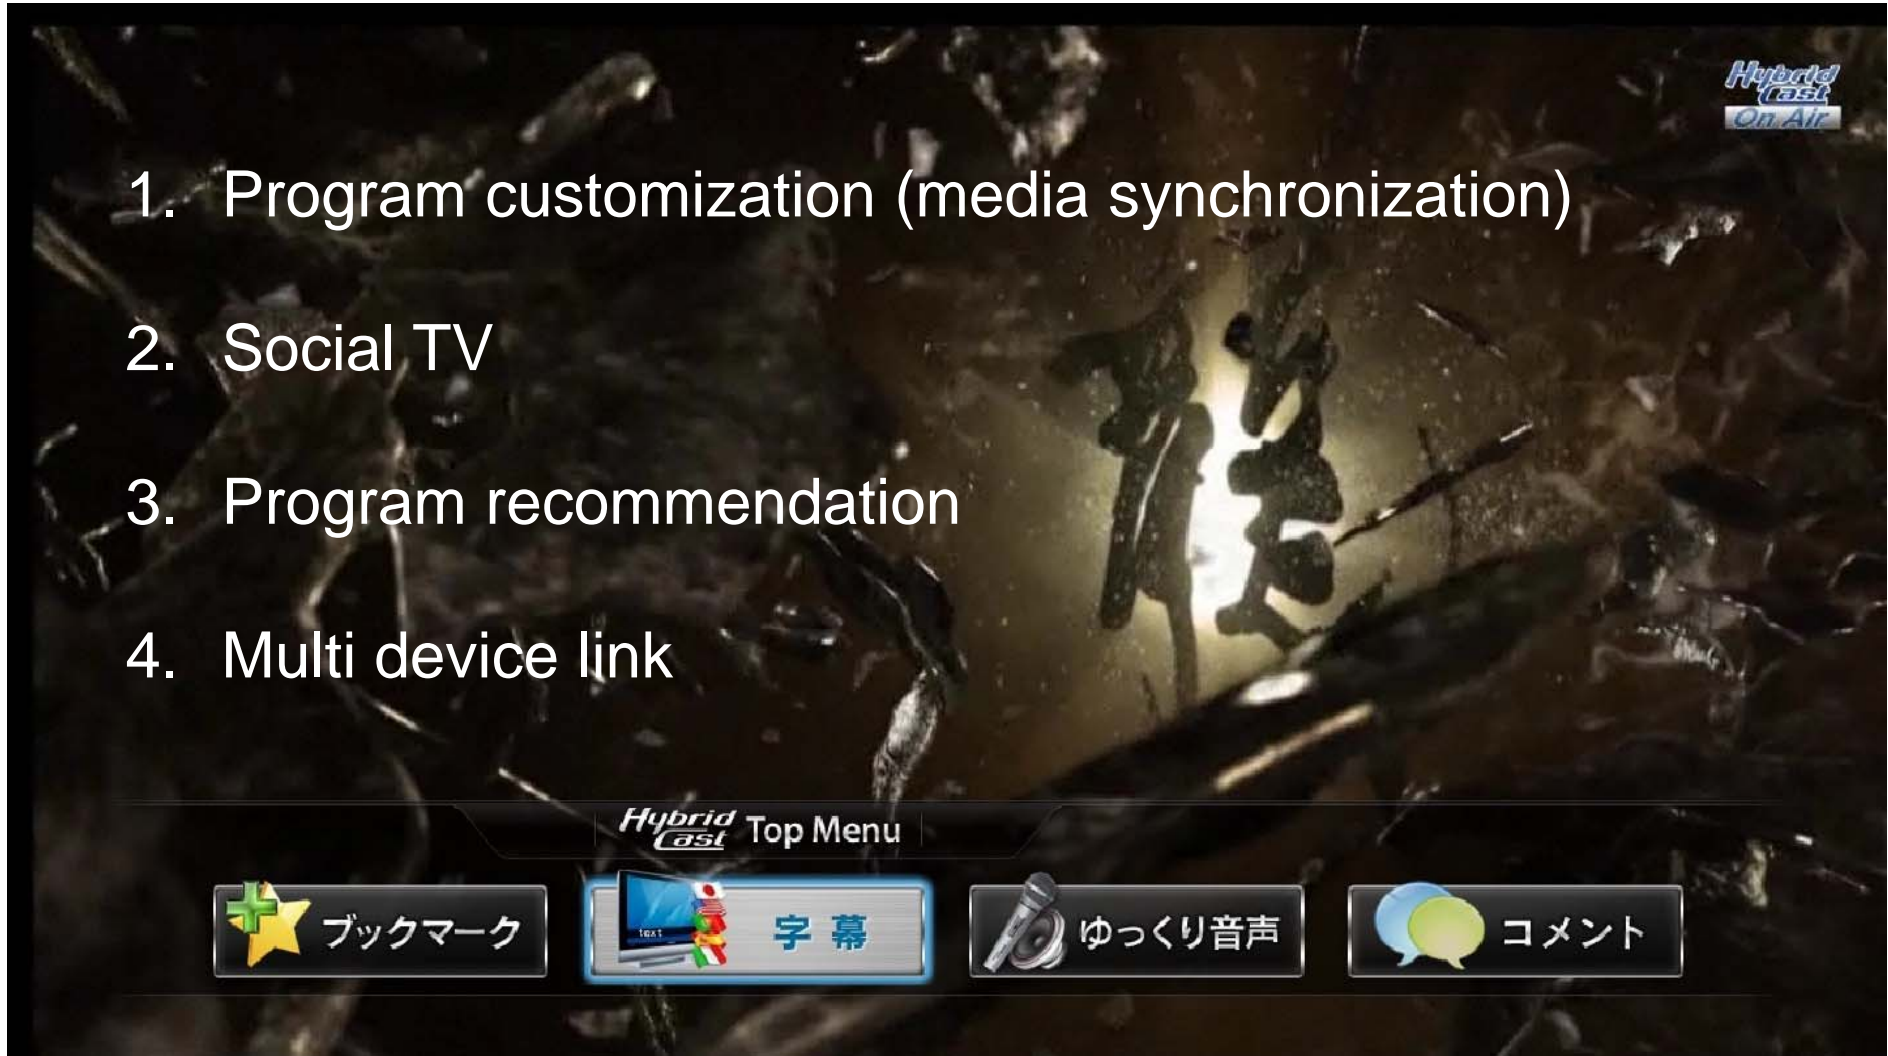 Hybrid
Cast
On Air
1. Program customization (media synchronization)
2. Social TV
3. Program recommendation
4. Multi device link
Hybrid Cast Top Menu
ブックマーク
text
字幕
ゆっくり音声
コメント